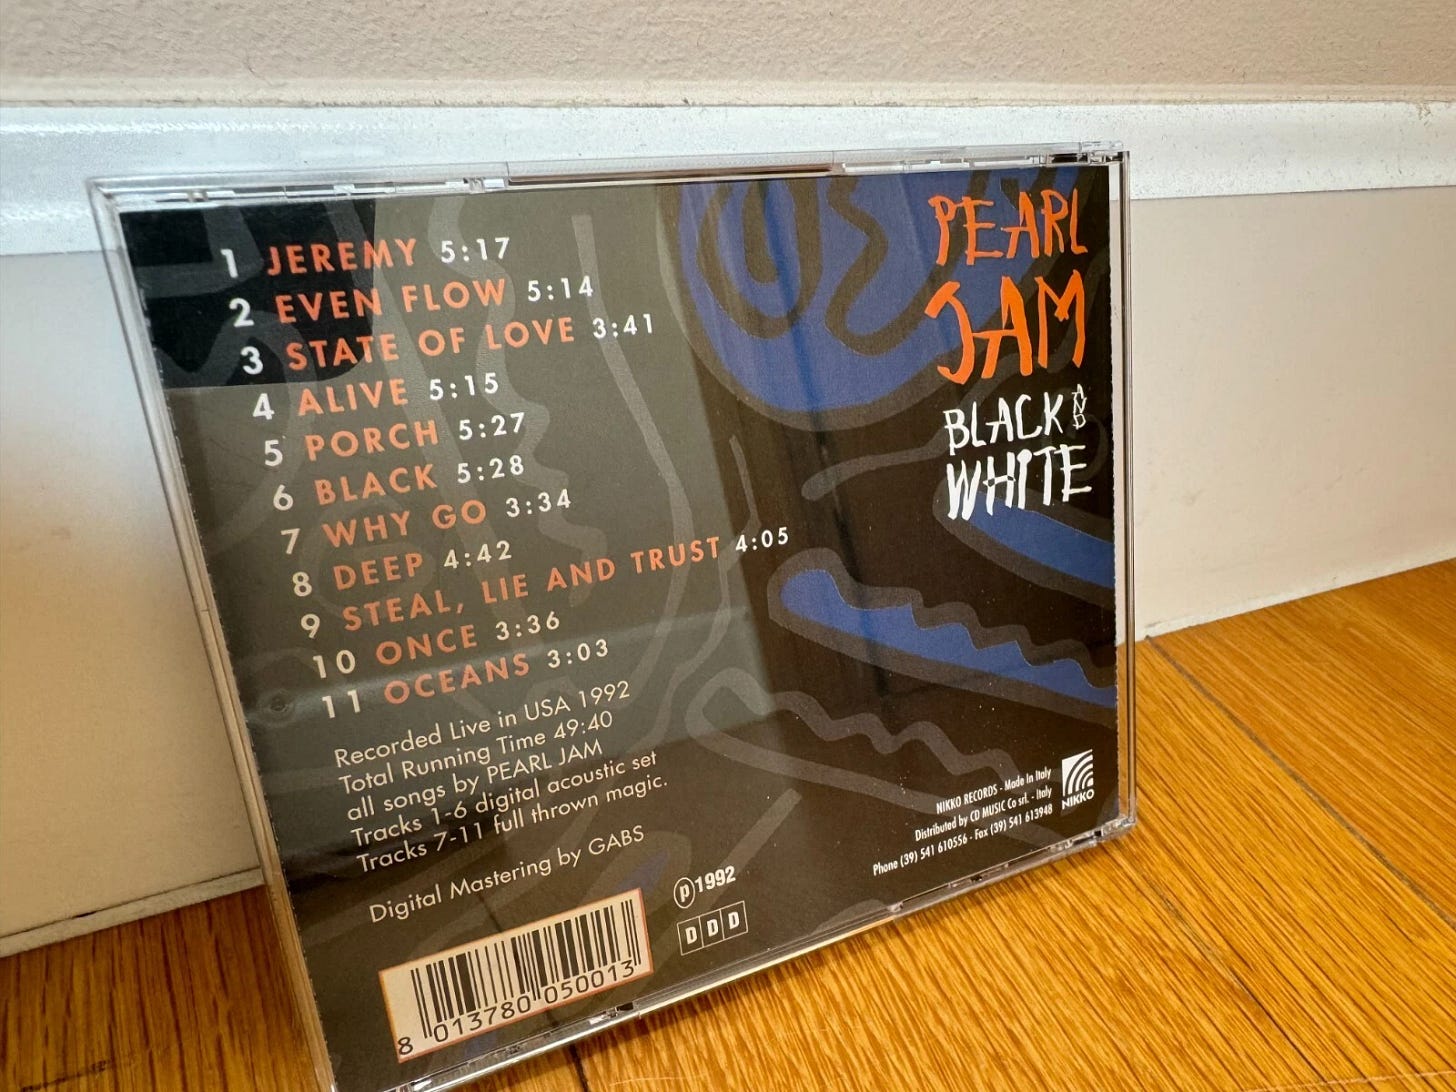 1 JEREMY 5:17
2 EVEN FLOW 5:14
3 STATE OF LOVE 3:41
4 ALIVE 5:15
5 PORCH 5:27
6 BLACK 5:28
7 WHY GO 3:34
8 DEEP 4:42
9 STEAL, LIE AND TRUST 4:05
10 ONCE 3:36
11 OCEANS 3:03
Recorded Live in USA 1992
Total Running Time 49:40
all songs by PEARL JAM
Tracks 1-6 digital acoustic set
Tracks 7-11 full thrown magic.
Digital Mastering by GABS
8 013780 050013
℗1992
DDD
PEARL
JAM
BLACK AND
WHITE
NIKKO RECORDS - Made in Italy
Distributed by CD MUSIC Co srl. - Italy
Phone (39) 541 610556 - Fax (39) 541 613948
NIKKO